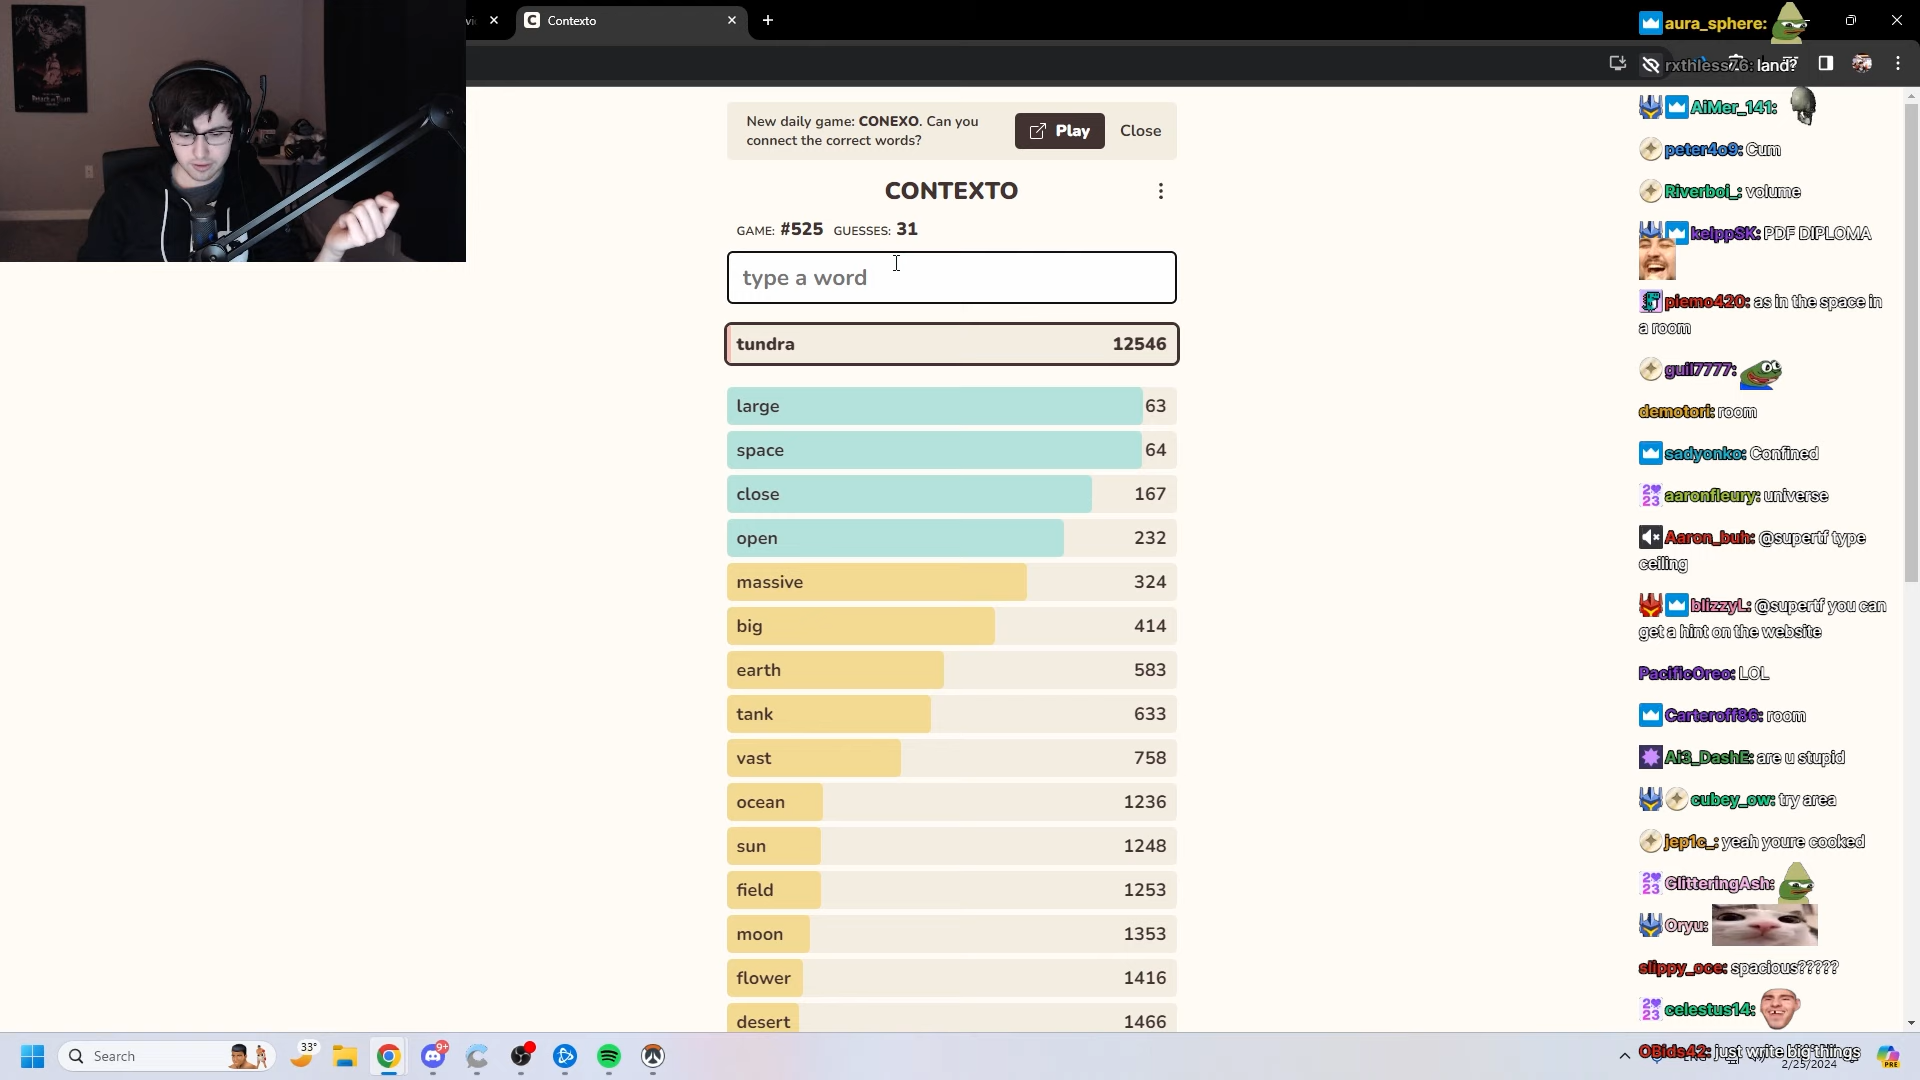 Contexto
New daily game: CONEXO. Can you
connect the correct words?
Play
Close
CONTEXTO
GAME: #525 GUESSES: 31
type a word
tundra 12546
large 63
space 64
close 167
open 232
massive 324
big 414
earth 583
tank 633
vast 758
ocean 1236
sun 1248
field 1253
moon 1353
flower 1416
desert 1466
aura_sphere:
rxthless76: land?
AiMer_141:
peter4o9: Cum
Riverboi_: volume
kelppSK: PDF DIPLOMA
piemo420: as in the space in
a room
guil7777:
demotori: room
sadyonko: Confined
aaronfleury: universe
Aaron_buh: @supertf type
ceiling
blizzyL: @supertf you can
get a hint on the website
PacificOreo: LOL
Carteroff86: room
Ai3_DashE: are u stupid
cubey_ow: try area
jep1c_: yeah youre cooked
GlitteringAsh:
Oryu:
slippy_ooe: spacious?????
celestus14:
OBids42: just write big things
33°
Search
9+
2/25/2024
PRE